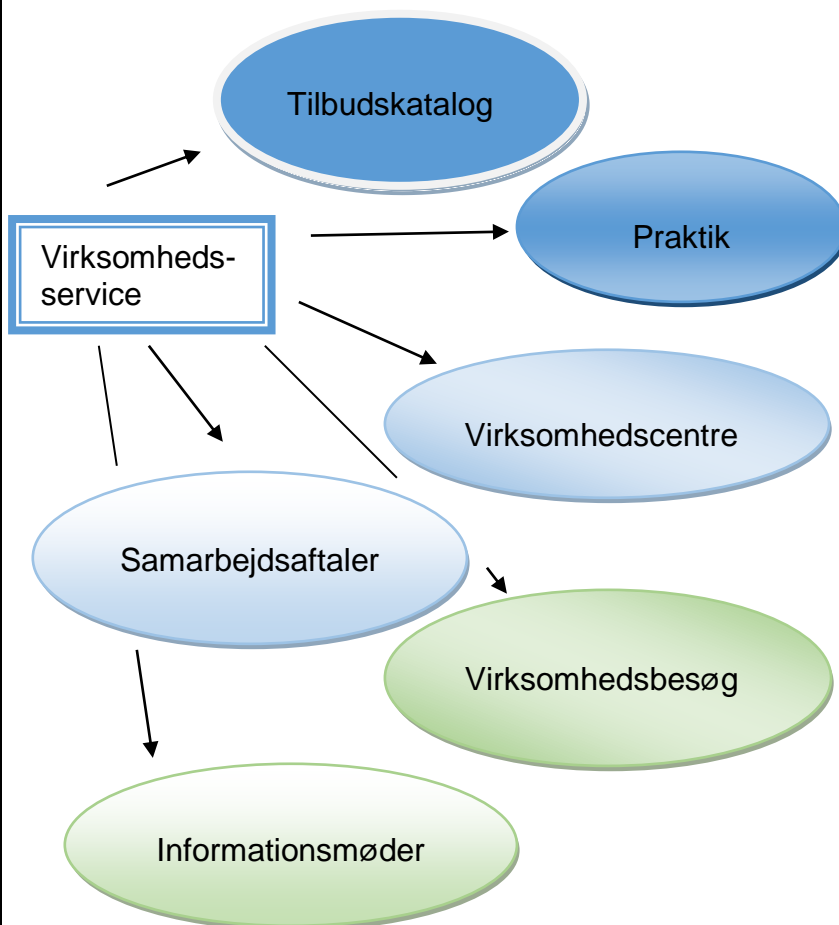 Tilbudskatalog
Praktik
Virksomheds-
service
Virksomhedscentre
Samarbejdsaftaler
Virksomhedsbesøg
Informationsmøder